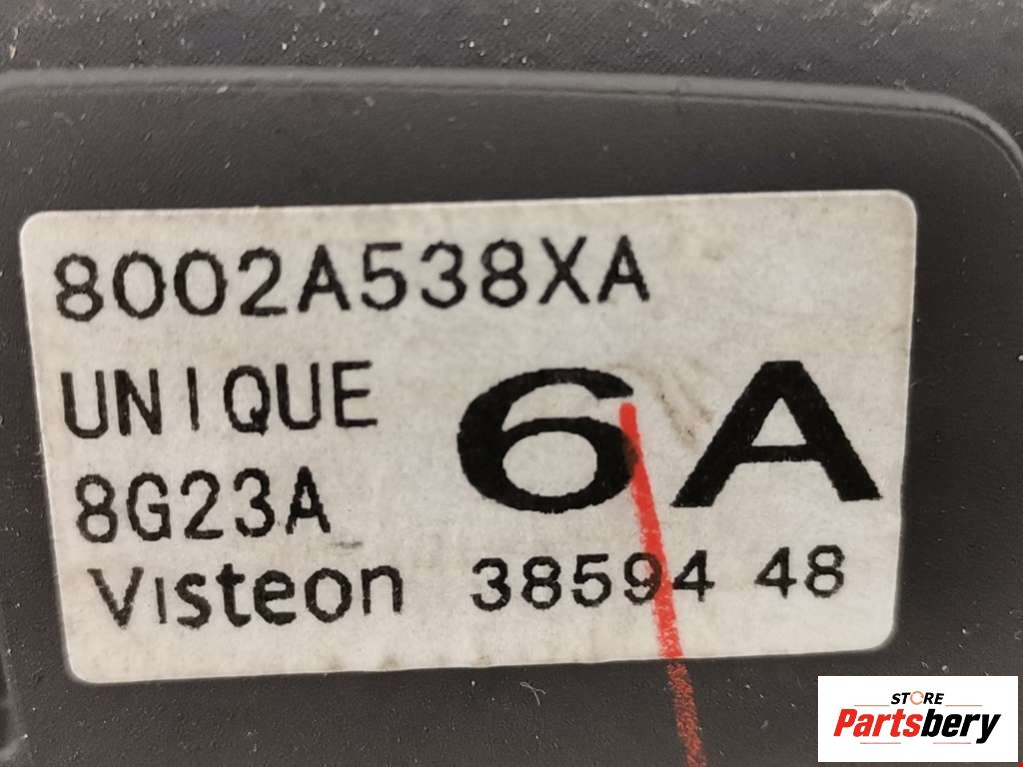 8002A538XA
UNIQUE
6A
8G23A
Visteon 38594 48
STORE
Partsbery